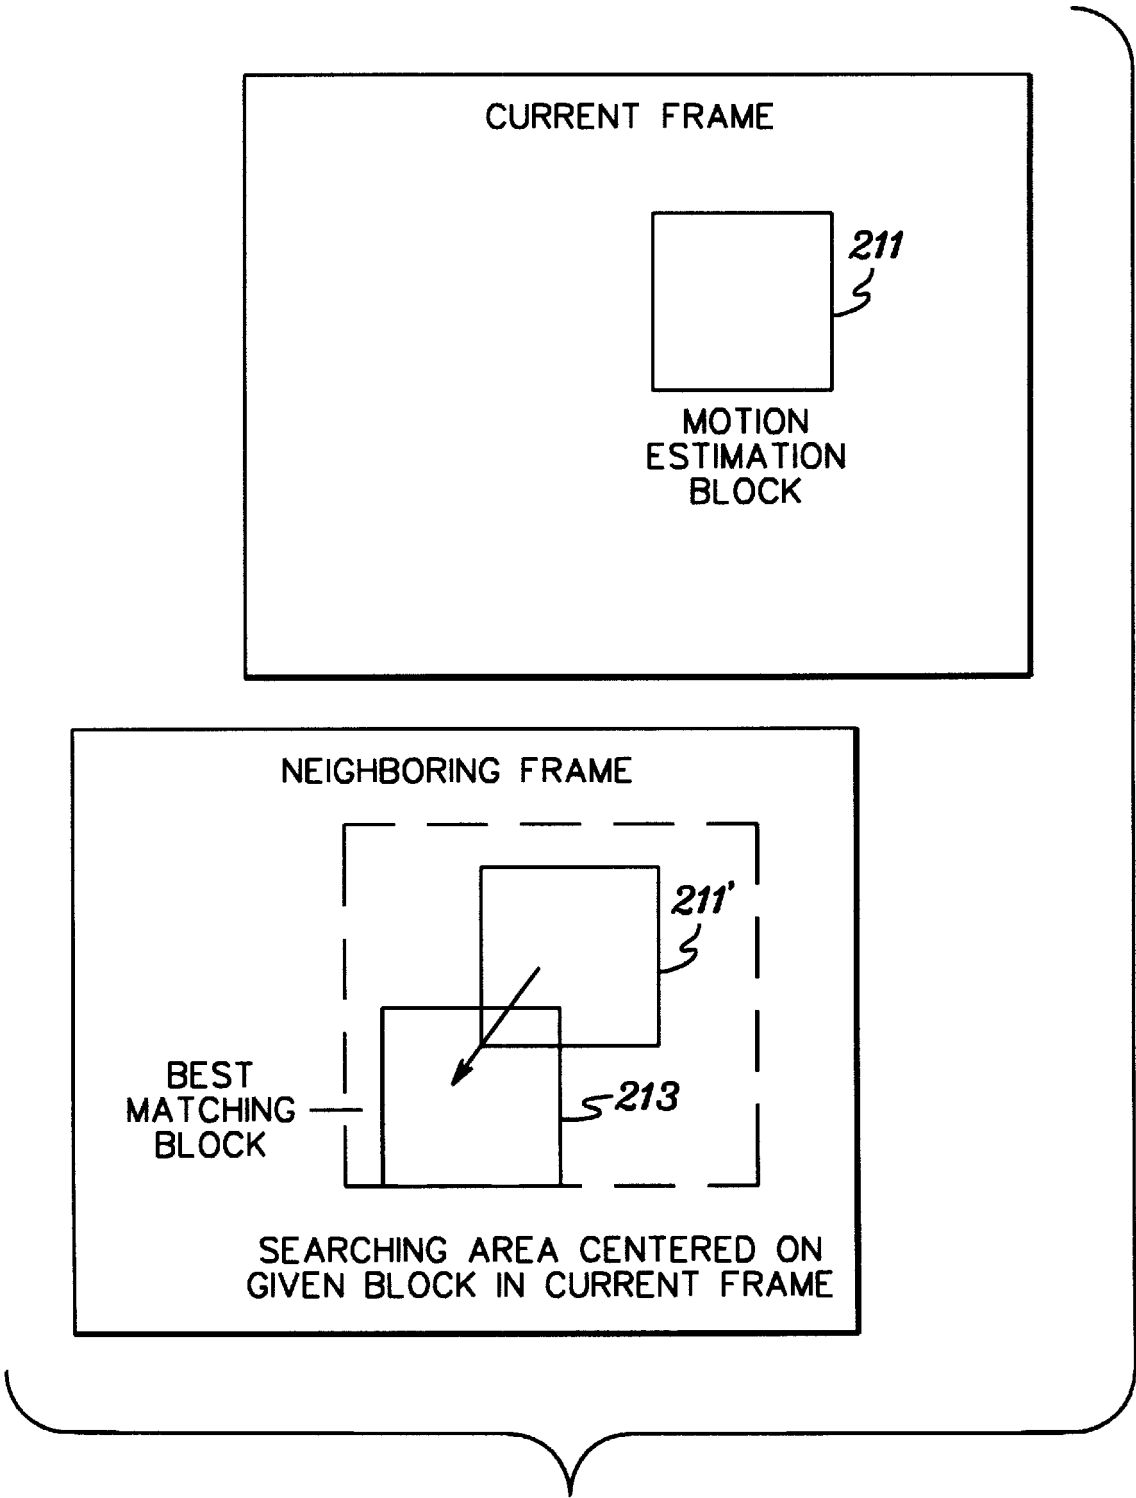 CURRENT FRAME
211
MOTION
ESTIMATION
BLOCK
NEIGHBORING FRAME
211'
BEST
MATCHING
BLOCK
213
SEARCHING AREA CENTERED ON
GIVEN BLOCK IN CURRENT FRAME